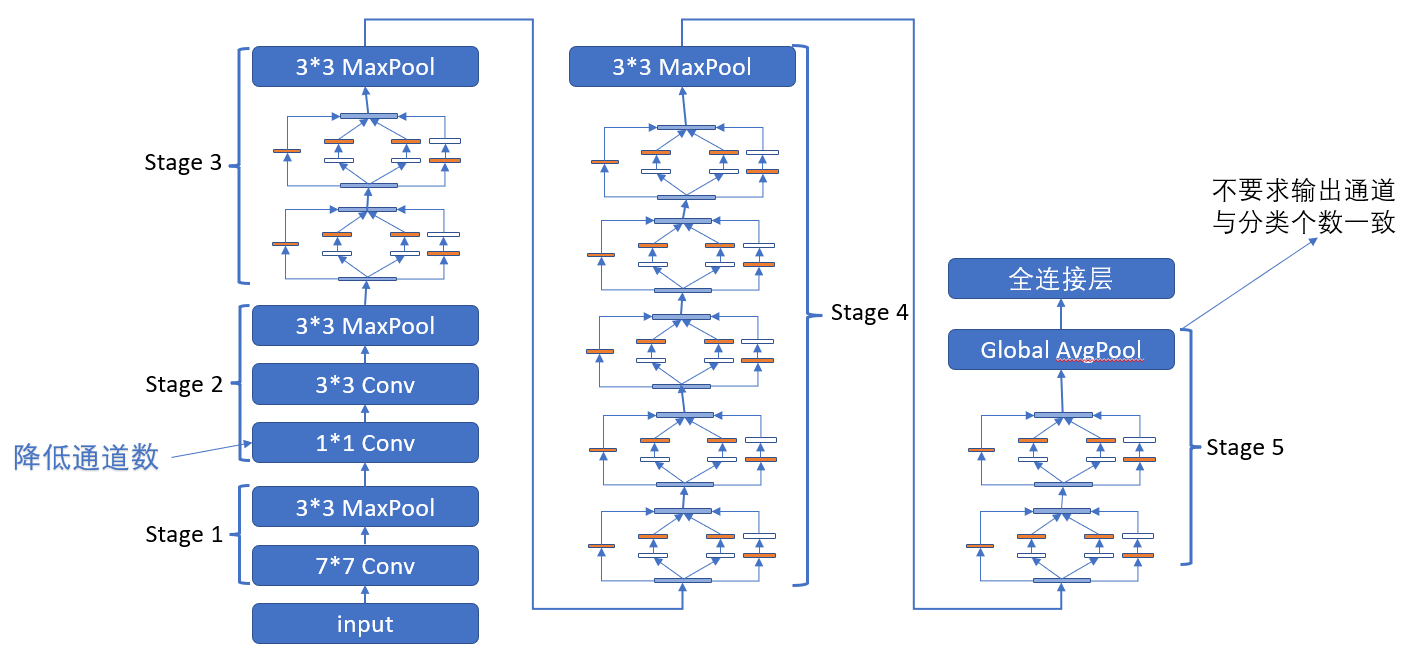 3*3 MaxPool
Stage 3
3*3 MaxPool
3*3 Conv
Stage 2
1*1 Conv
降低通道数
3*3 MaxPool
Stage 1
7*7 Conv
input
3*3 MaxPool
Stage 4
不要求输出通道
与分类个数一致
全连接层
Global AvgPool
Stage 5